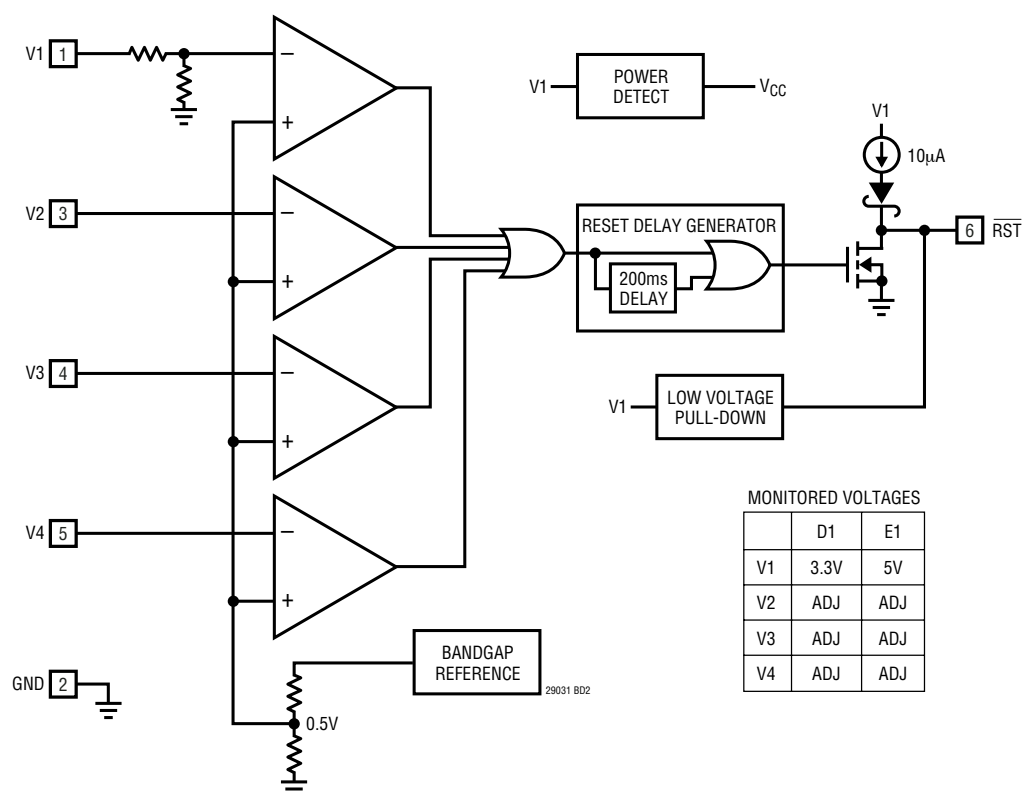 V1 1
−
+
POWER
DETECT
V1
VCC
V1
10µA
V2 3
−
+
RESET DELAY GENERATOR
200ms
DELAY
6 RST
V3 4
−
+
V1
LOW VOLTAGE
PULL-DOWN
V4 5
−
+
MONITORED VOLTAGES
D1 E1
V1 3.3V 5V
V2 ADJ ADJ
V3 ADJ ADJ
V4 ADJ ADJ
GND 2
BANDGAP
REFERENCE
29031 BD2
0.5V